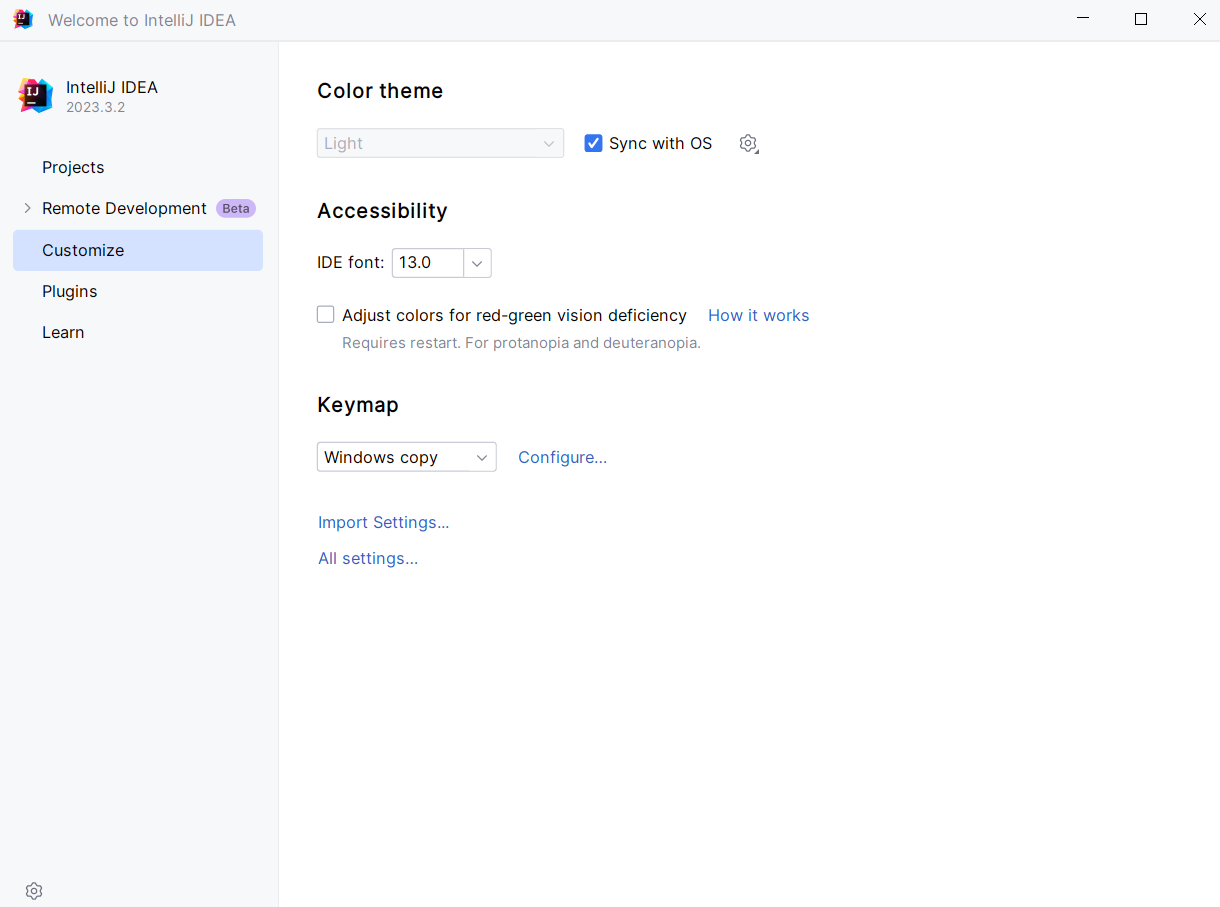 Welcome to IntelliJ IDEA
IntelliJ IDEA
2023.3.2
Projects
Remote Development Beta
Customize
Plugins
Learn
Color theme
Light Sync with OS
Accessibility
IDE font: 13.0
Adjust colors for red-green vision deficiency How it works
Requires restart. For protanopia and deuteranopia.
Keymap
Windows copy Configure...
Import Settings...
All settings...